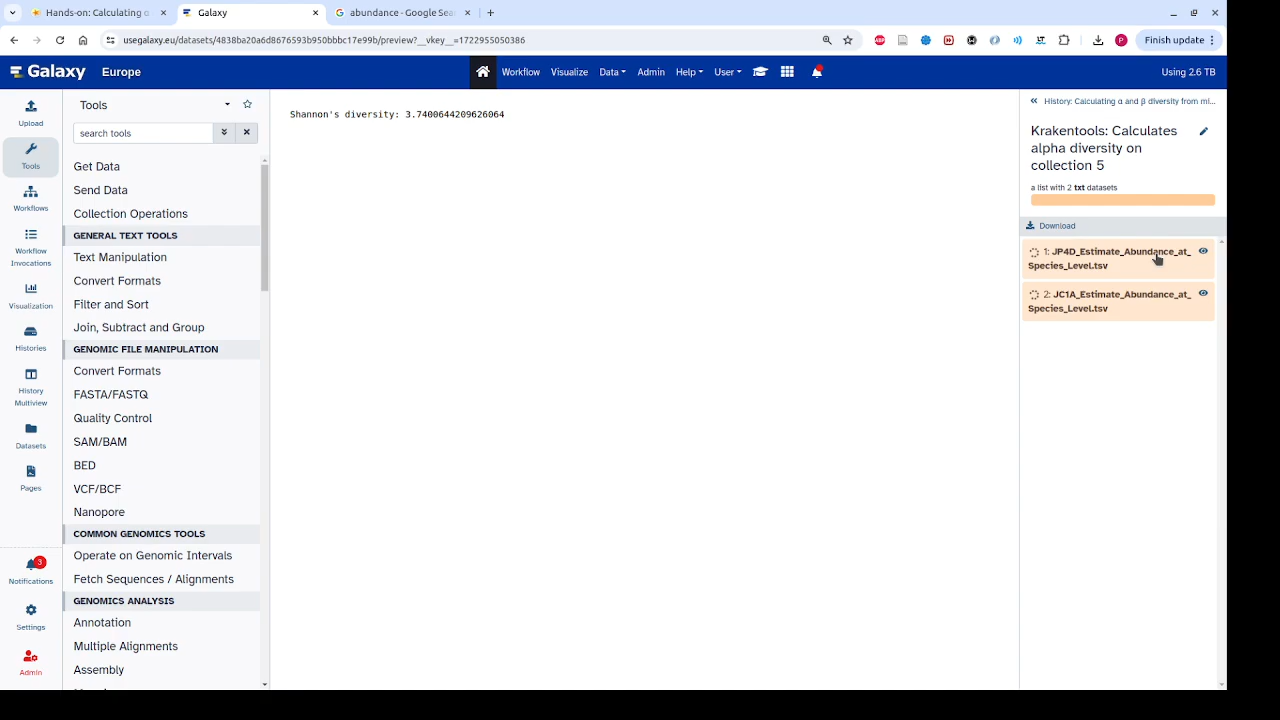 Hands-on: Calculating α
Galaxy
abundance - Google Sea
usegalaxy.eu/datasets/4838ba20a6d8676593b950bbbc17e99b/preview?__vkey__=1722955050386
Finish update
Galaxy Europe
Workflow Visualize Data Admin Help User
Using 2.6 TB
Upload
Tools
Workflows
Workflow
Invocations
Visualization
Histories
History
Multiview
Datasets
Pages
3
Notifications
Settings
Admin
Tools
search tools
Get Data
Send Data
Collection Operations
GENERAL TEXT TOOLS
Text Manipulation
Convert Formats
Filter and Sort
Join, Subtract and Group
GENOMIC FILE MANIPULATION
Convert Formats
FASTA/FASTQ
Quality Control
SAM/BAM
BED
VCF/BCF
Nanopore
COMMON GENOMICS TOOLS
Operate on Genomic Intervals
Fetch Sequences / Alignments
GENOMICS ANALYSIS
Annotation
Multiple Alignments
Assembly
Shannon's diversity: 3.7400644209626064
« History: Calculating α and β diversity from mi...
Krakentools: Calculates
alpha diversity on
collection 5
a list with 2 txt datasets
Download
1: JP4D_Estimate_Abundance_at_
Species_Level.tsv
2: JC1A_Estimate_Abundance_at_
Species_Level.tsv